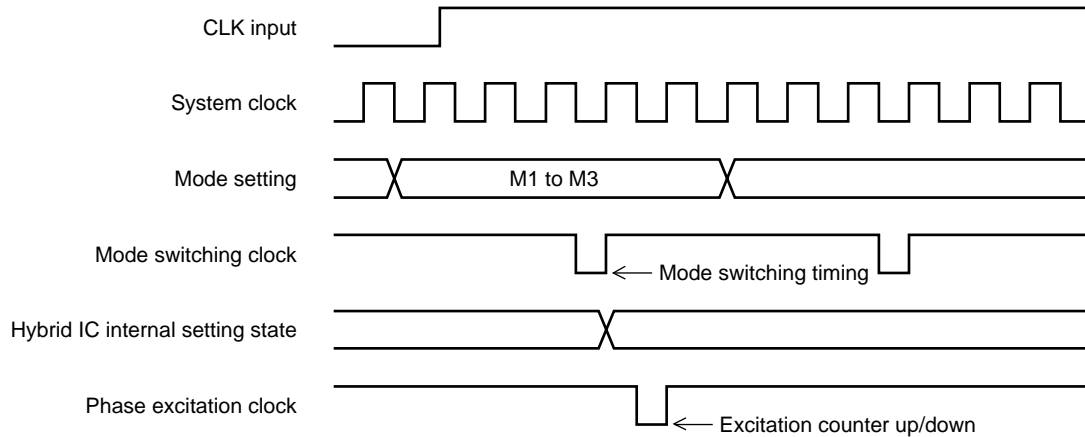 CLK input
System clock
Mode setting
M1 to M3
Mode switching clock
Mode switching timing
Hybrid IC internal setting state
Phase excitation clock
Excitation counter up/down